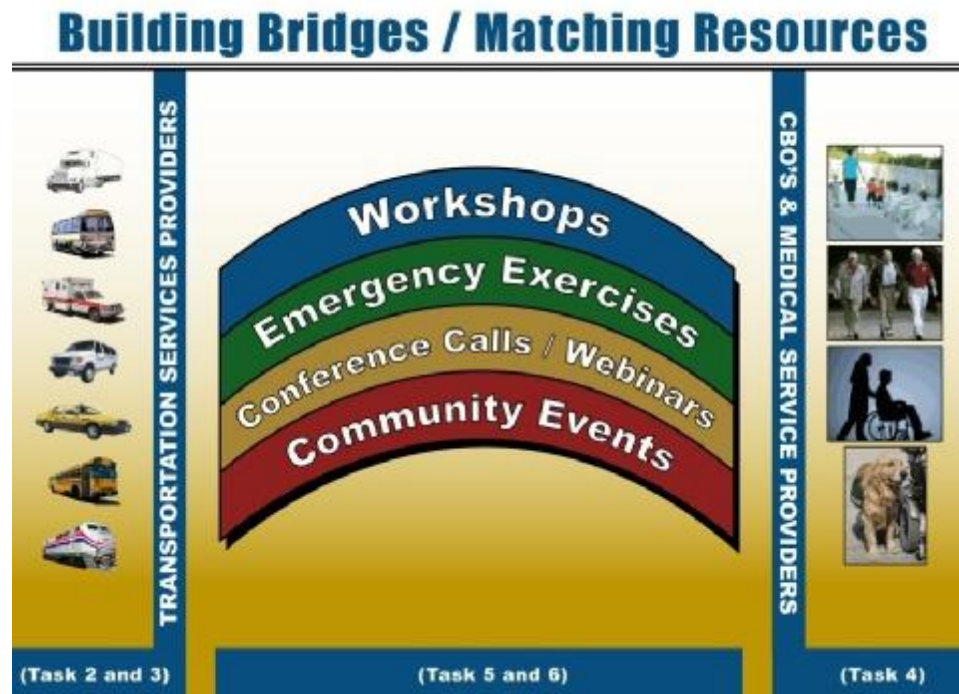 Building Bridges / Matching Resources
TRANSPORTATION SERVICES PROVIDERS
Workshops
Emergency Exercises
Conference Calls / Webinars
Community Events
CBO'S & MEDICAL SERVICE PROVIDERS
(Task 2 and 3)
(Task 5 and 6)
(Task 4)